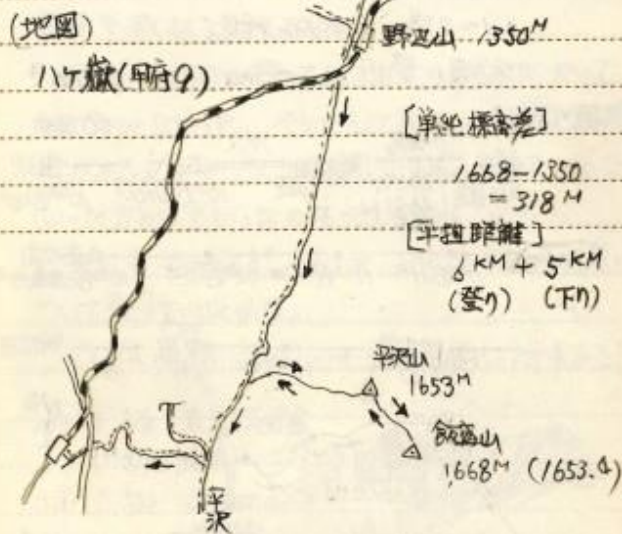 (地図)
八ケ嶽(甲府9)
野辺山 1350M
[単純標高差]
1668-1350
=318M
[平担距離]
6KM+5KM
(登り) (下り)
平沢山
1653M
飯盛山
1668M (1653.4)
平沢